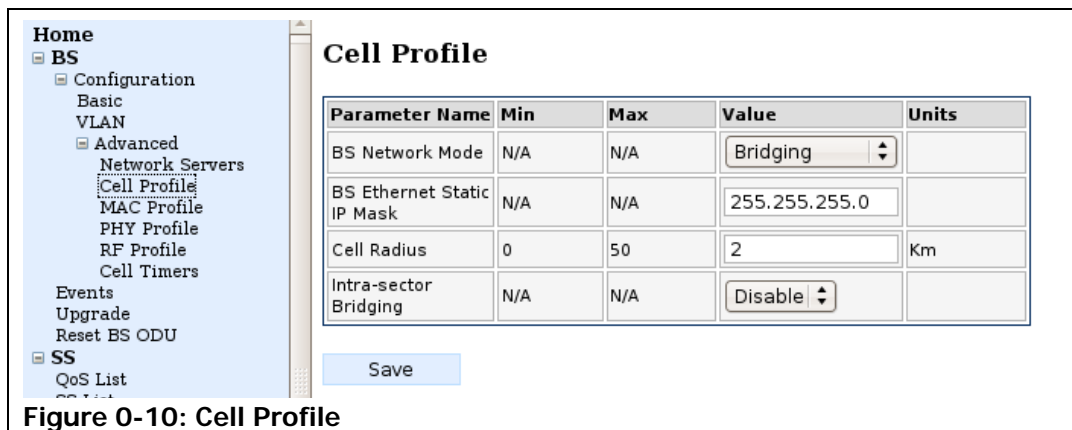 Home
BS
Configuration
Basic
VLAN
Advanced
Network Servers
Cell Profile
MAC Profile
PHY Profile
RF Profile
Cell Timers
Events
Upgrade
Reset BS ODU
SS
QoS List
Cell Profile
Parameter Name Min Max Value Units
BS Network Mode N/A N/A Bridging
BS Ethernet Static
IP Mask N/A N/A 255.255.255.0
Cell Radius 0 50 2 Km
Intra-sector
Bridging N/A N/A Disable
Save
Figure 0-10: Cell Profile